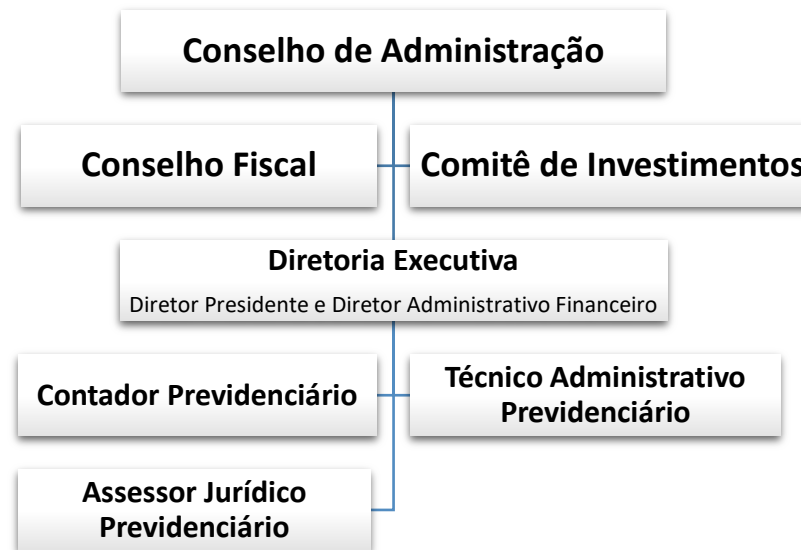 Conselho de Administração
Conselho Fiscal
Comitê de Investimentos
Diretoria Executiva
Diretor Presidente e Diretor Administrativo Financeiro
Contador Previdenciário
Técnico Administrativo
Previdenciário
Assessor Jurídico
Previdenciário